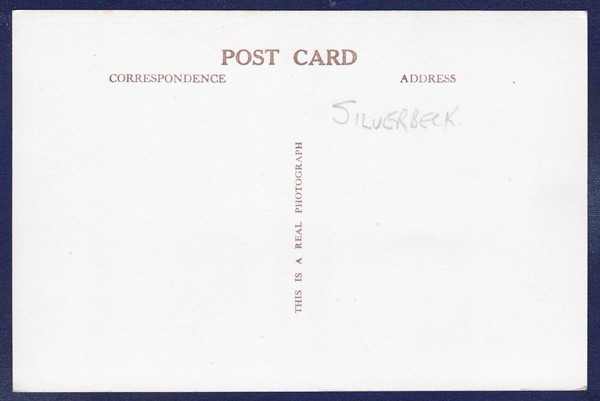 POST CARD
CORRESPONDENCE
ADDRESS
SILVERBECK
THIS IS A REAL PHOTOGRAPH